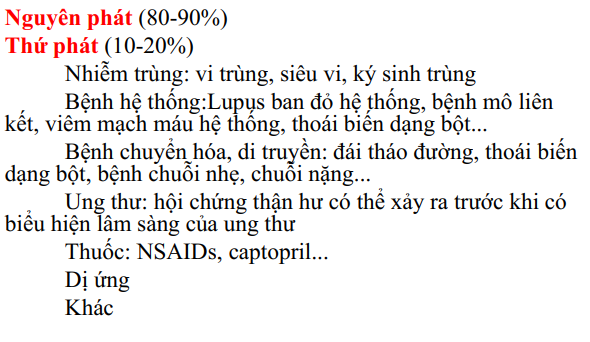 Nguyên phát (80-90%)
Thứ phát (10-20%)
Nhiễm trùng: vi trùng, siêu vi, ký sinh trùng
Bệnh hệ thống:Lupus ban đỏ hệ thống, bệnh mô liên
kết, viêm mạch máu hệ thống, thoái biến dạng bột...
Bệnh chuyển hóa, di truyền: đái tháo đường, thoái biến
dạng bột, bệnh chuỗi nhẹ, chuỗi nặng...
Ung thư: hội chứng thận hư có thể xảy ra trước khi có
biểu hiện lâm sàng của ung thư
Thuốc: NSAIDs, captopril...
Dị ứng
Khác